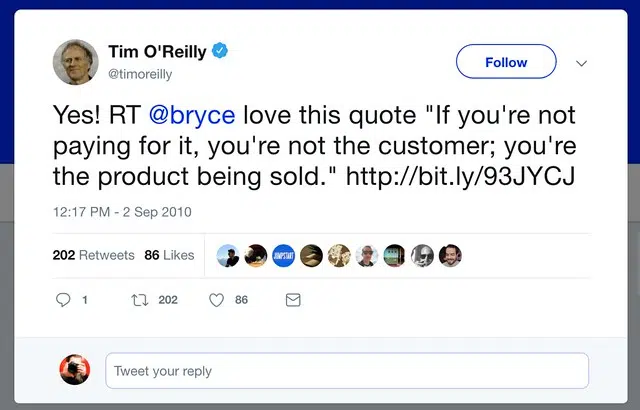 Tim O'Reilly
@timoreilly
Follow
Yes! RT @bryce love this quote "If you're not
paying for it, you're not the customer; you're
the product being sold." http://bit.ly/93JYCJ
12:17 PM - 2 Sep 2010
202 Retweets 86 Likes
JUMPSTART
1 202 86
Tweet your reply